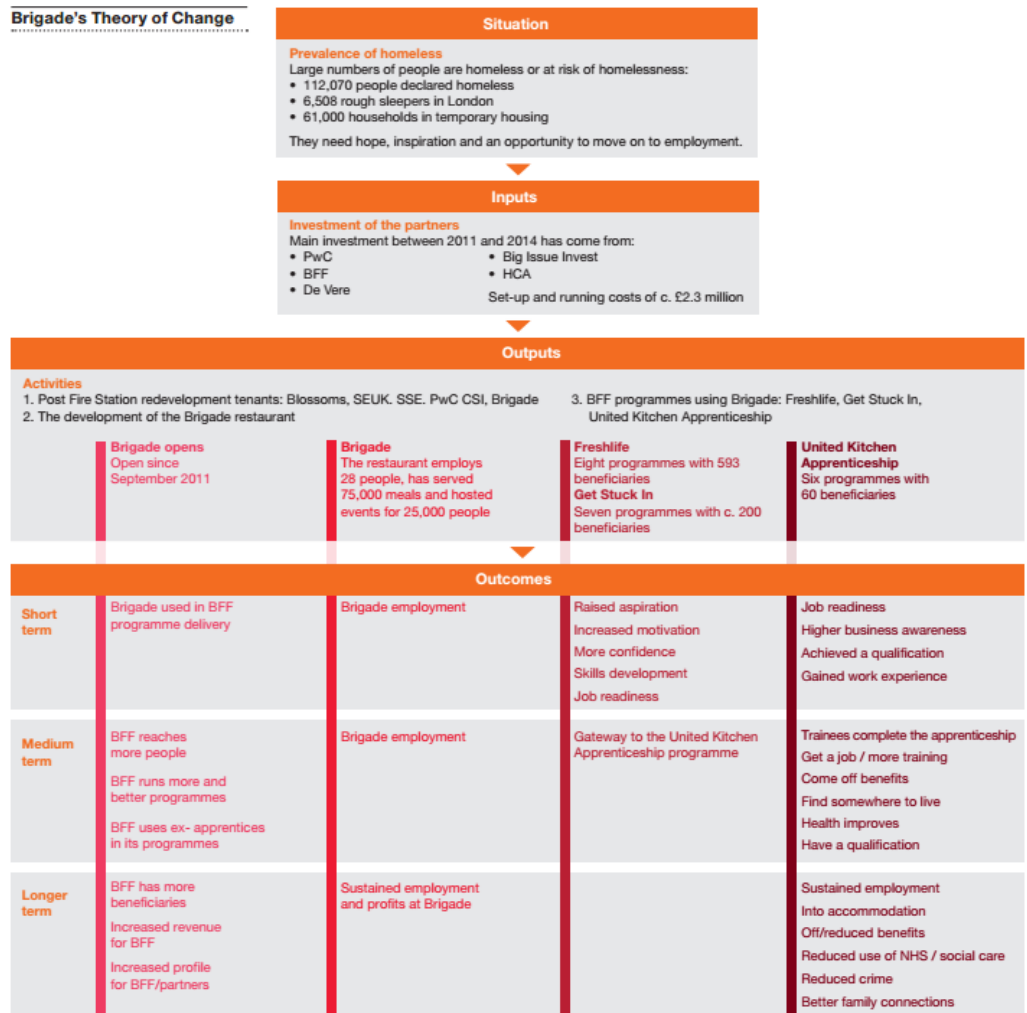 Brigade's Theory of Change
Situation
Prevalence of homeless
Large numbers of people are homeless or at risk of homelessness:
• 112,070 people declared homeless
• 6,508 rough sleepers in London
• 61,000 households in temporary housing
They need hope, inspiration and an opportunity to move on to employment.
Inputs
Investment of the partners
Main investment between 2011 and 2014 has come from:
• PwC
• BFF
• De Vere
• Big Issue Invest
• HCA
Set-up and running costs of c. £2.3 million
Outputs
Activities
1. Post Fire Station redevelopment tenants: Blossoms, SEUK. SSE. PwC CSI, Brigade
2. The development of the Brigade restaurant
3. BFF programmes using Brigade: Freshlife, Get Stuck In,
United Kitchen Apprenticeship
Brigade opens
Open since
September 2011
Brigade
The restaurant employs
28 people, has served
75,000 meals and hosted
events for 25,000 people
Freshlife
Eight programmes with 593
beneficiaries
Get Stuck In
Seven programmes with c. 200
beneficiaries
United Kitchen
Apprenticeship
Six programmes with
60 beneficiaries
Outcomes
Short
term
Brigade used in BFF
programme delivery
Brigade employment
Raised aspiration
Increased motivation
More confidence
Skills development
Job readiness
Job readiness
Higher business awareness
Achieved a qualification
Gained work experience
Medium
term
BFF reaches
more people
BFF runs more and
better programmes
BFF uses ex- apprentices
in its programmes
Brigade employment
Gateway to the United Kitchen
Apprenticeship programme
Trainees complete the apprenticeship
Get a job / more training
Come off benefits
Find somewhere to live
Health improves
Have a qualification
Longer
term
BFF has more
beneficiaries
Increased revenue
for BFF
Increased profile
for BFF/partners
Sustained employment
and profits at Brigade
Sustained employment
Into accommodation
Off/reduced benefits
Reduced use of NHS / social care
Reduced crime
Better family connections